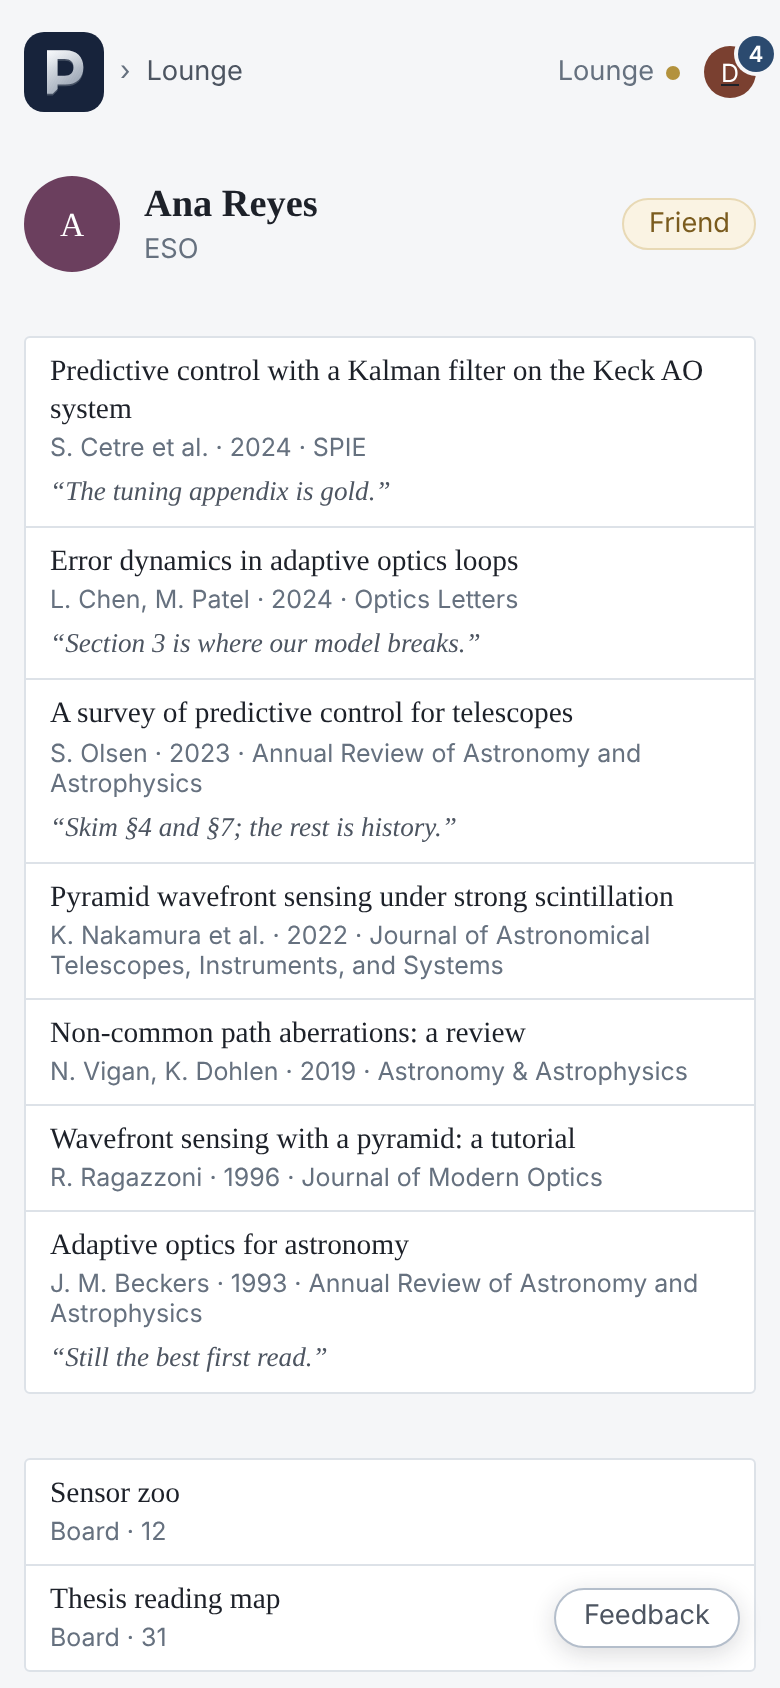 P › Lounge Lounge D 4
A Ana Reyes
ESO
Friend
Predictive control with a Kalman filter on the Keck AO
system
S. Cetre et al. · 2024 · SPIE
“The tuning appendix is gold.”
Error dynamics in adaptive optics loops
L. Chen, M. Patel · 2024 · Optics Letters
“Section 3 is where our model breaks.”
A survey of predictive control for telescopes
S. Olsen · 2023 · Annual Review of Astronomy and
Astrophysics
“Skim §4 and §7; the rest is history.”
Pyramid wavefront sensing under strong scintillation
K. Nakamura et al. · 2022 · Journal of Astronomical
Telescopes, Instruments, and Systems
Non-common path aberrations: a review
N. Vigan, K. Dohlen · 2019 · Astronomy & Astrophysics
Wavefront sensing with a pyramid: a tutorial
R. Ragazzoni · 1996 · Journal of Modern Optics
Adaptive optics for astronomy
J. M. Beckers · 1993 · Annual Review of Astronomy and
Astrophysics
“Still the best first read.”
Sensor zoo
Board · 12
Thesis reading map
Board · 31
Feedback